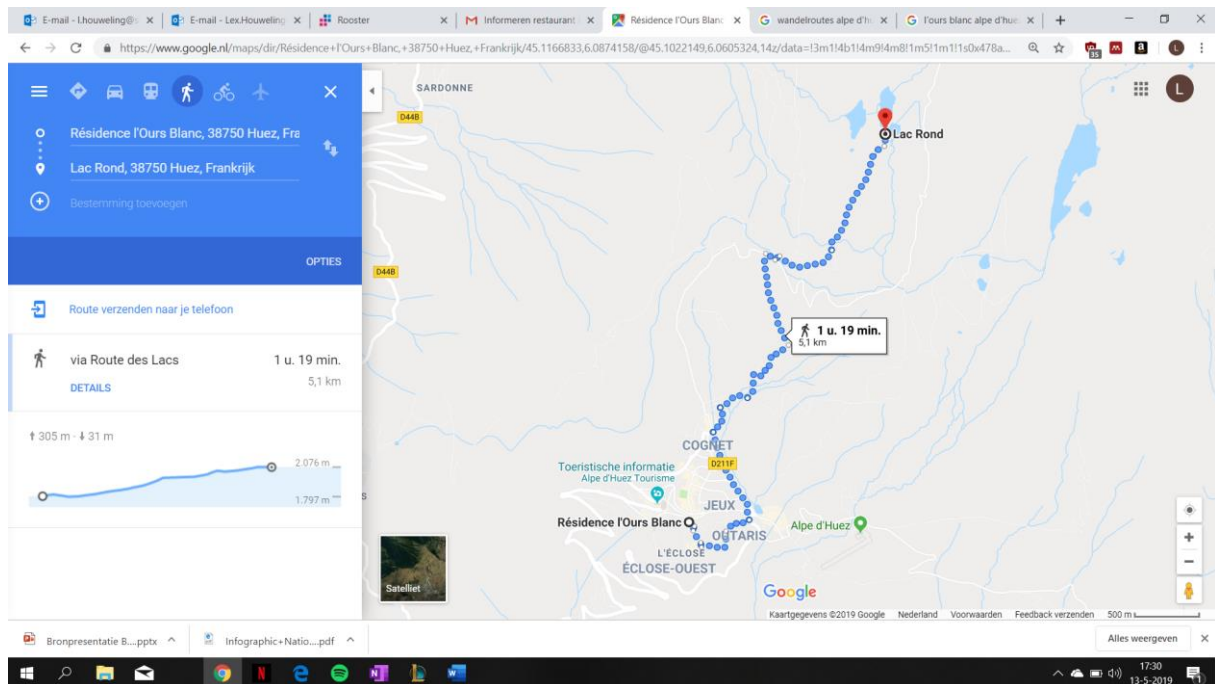 E-mail - l.houweling@s
E-mail - Lex.Houweling
Rooster
M Informeren restaurant
Résidence l'Ours Blanc
wandelroutes alpe d'h
l'ours blanc alpe d'hue
https://www.google.nl/maps/dir/Résidence+l'Ours+Blanc,+38750+Huez,+Frankrijk/45.1166833,6.0874158/@45.1022149,6.0605324,14z/data=!3m1!4b1!4m9!4m8!1m5!1m1!1s0x478a...
35
a
L
Résidence l'Ours Blanc, 38750 Huez, Fra
Lac Rond, 38750 Huez, Frankrijk
Bestemming toevoegen
OPTIES
Route verzenden naar je telefoon
via Route des Lacs 1 u. 19 min.
DETAILS 5,1 km
305 m · 31 m
2.076 m
1.797 m
SARDONNE
D44B
L
Lac Rond
D44B
1 u. 19 min.
5,1 km
COGNET
Toeristische informatie
Alpe d'Huez Tourisme
D211F
JEUX
Résidence l'Ours Blanc
OUTARIS
Alpe d'Huez
L'ÉCLOSE
ÉCLOSE-OUEST
Satelliet
Google
Kaartgegevens ©2019 Google Nederland Voorwaarden Feedback verzenden 500 m
Bronpresentatie B....pptx
Infographic+Natio....pdf
Alles weergeven
17:30
13-5-2019